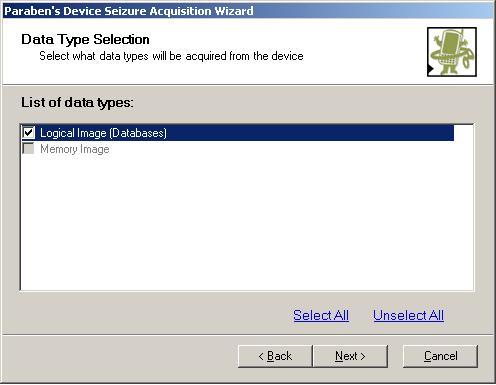 Paraben's Device Seizure Acquisition Wizard
Data Type Selection
Select what data types will be acquired from the device
List of data types:
Logical Image (Databases)
Memory Image
Select All Unselect All
< Back Next > Cancel